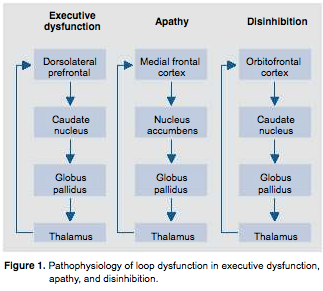 Executive
dysfunction
Dorsolateral
prefrontal
Caudate
nucleus
Globus
pallidus
Thalamus
Apathy
Medial frontal
cortex
Nucleus
accumbens
Globus
pallidus
Thalamus
Disinhibition
Orbitofrontal
cortex
Caudate
nucleus
Globus
pallidus
Thalamus
Figure 1. Pathophysiology of loop dysfunction in executive dysfunction,
apathy, and disinhibition.